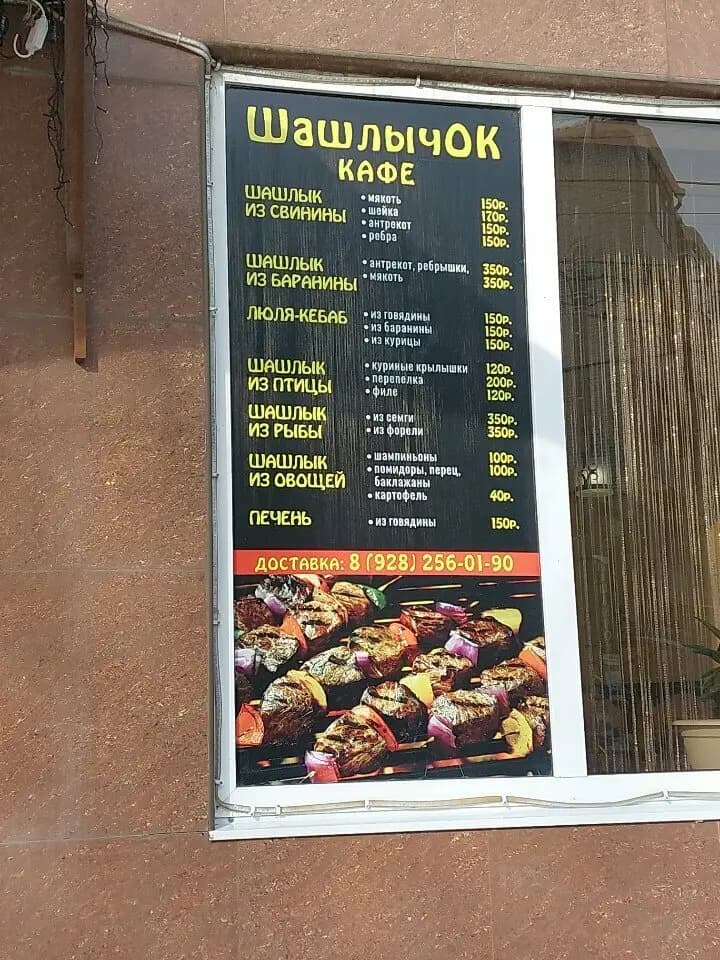 ШашлычОК
КАФЕ
ШАШЛЫК
ИЗ СВИНИНЫ
• мякоть 150р.
• шейка 170р.
• антрекот 150р.
• ребра 150р.
ШАШЛЫК
ИЗ БАРАНИНЫ
• антрекот, ребрышки, 350р.
• мякоть 350р.
ЛЮЛЯ-КЕБАБ
• из говядины 150р.
• из баранины 150р.
• из курицы 150р.
ШАШЛЫК
ИЗ ПТИЦЫ
• куриные крылышки 120р.
• перепелка 200р.
• филе 120р.
ШАШЛЫК
ИЗ РЫБЫ
• из семги 350р.
• из форели 350р.
ШАШЛЫК
ИЗ ОВОЩЕЙ
• шампиньоны 100р.
• помидоры, перец, 100р.
баклажаны
• картофель 40р.
ПЕЧЕНЬ
• из говядины 150р.
ДОСТАВКА: 8 (928) 256-01-90